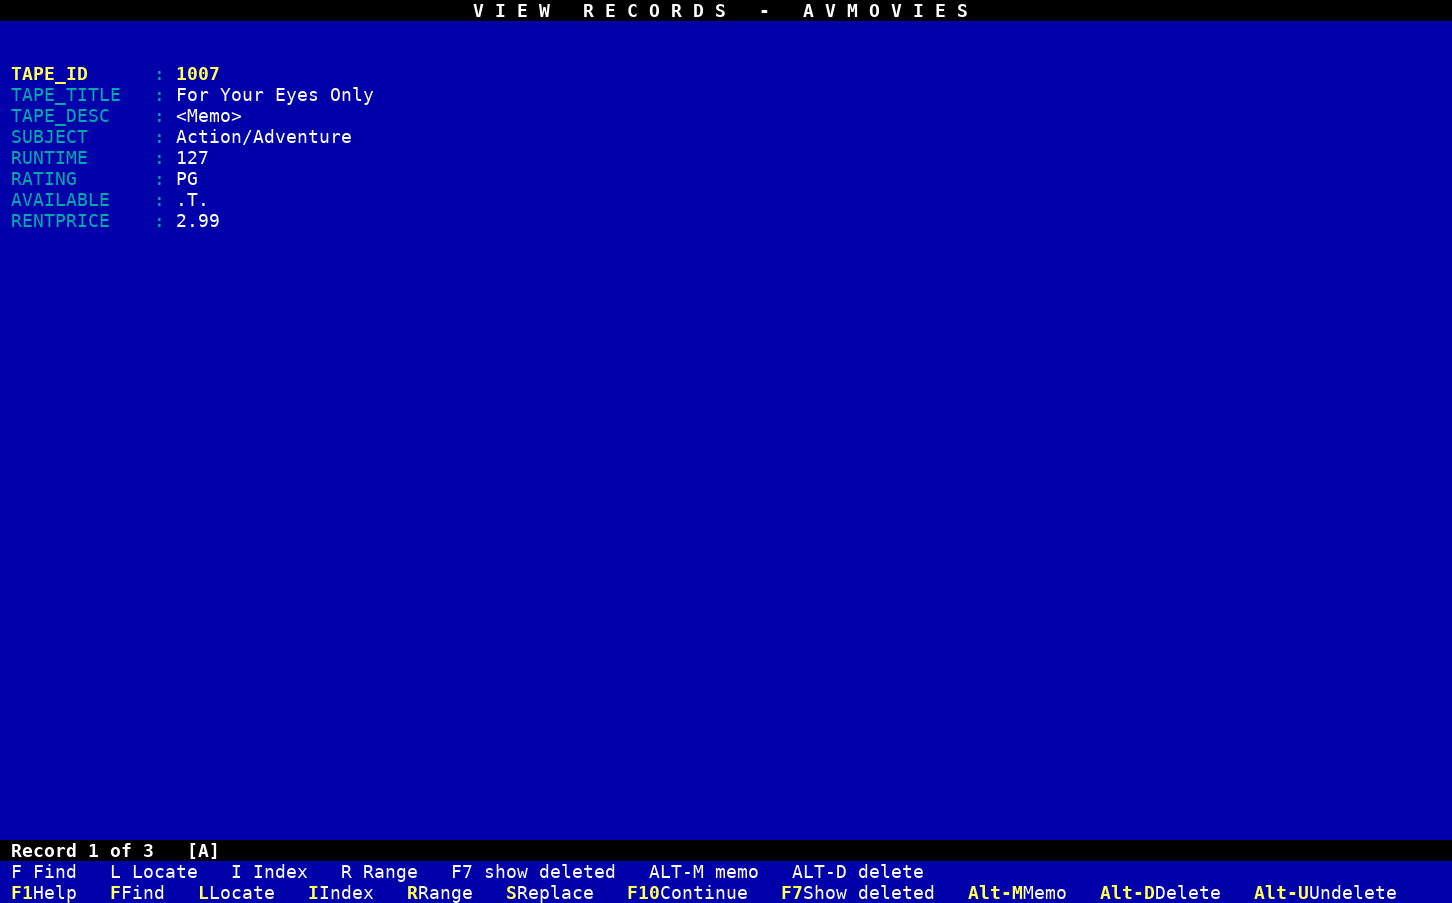 V I E W   R E C O R D S   -   A V M O V I E S
TAPE_ID      : 1007
TAPE_TITLE   : For Your Eyes Only
TAPE_DESC    : <Memo>
SUBJECT      : Action/Adventure
RUNTIME      : 127
RATING       : PG
AVAILABLE    : .T.
RENTPRICE    : 2.99
Record 1 of 3   [A]
F Find   L Locate   I Index   R Range   F7 show deleted   ALT-M memo   ALT-D delete
F1Help   FFind   LLocate   IIndex   RRange   SReplace   F10Continue   F7Show deleted   Alt-MMemo   Alt-DDelete   Alt-UUndelete